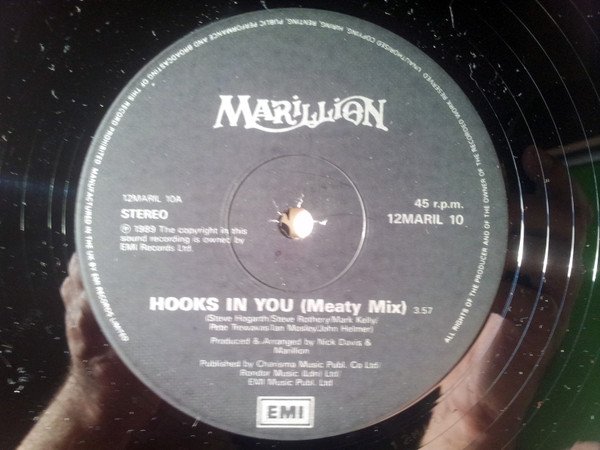 MARILLION
12MARIL 10A
STEREO
℗ 1989 The copyright in this
sound recording is owned by
EMI Records Ltd.
45 r.p.m.
12MARIL 10
HOOKS IN YOU (Meaty Mix) 3.57
(Steve Hogarth/Steve Rothery/Mark Kelly/
Pete Trewavas/Ian Mosley/John Helmer)
Produced & Arranged by Nick Davis &
Marillion
Published by Charisma Music Publ. Co Ltd/
Rondor Music (Ldn) Ltd/
EMI Music Publ. Ltd
EMI
ALL RIGHTS OF THE PRODUCER AND OF THE OWNER OF THE RECORDED WORK RESERVED. UNAUTHORISED COPYING, HIRING, RENTING, PUBLIC PERFORMANCE AND BROADCASTING OF THIS RECORD PROHIBITED. MANUFACTURED IN THE UK BY EMI RECORDS